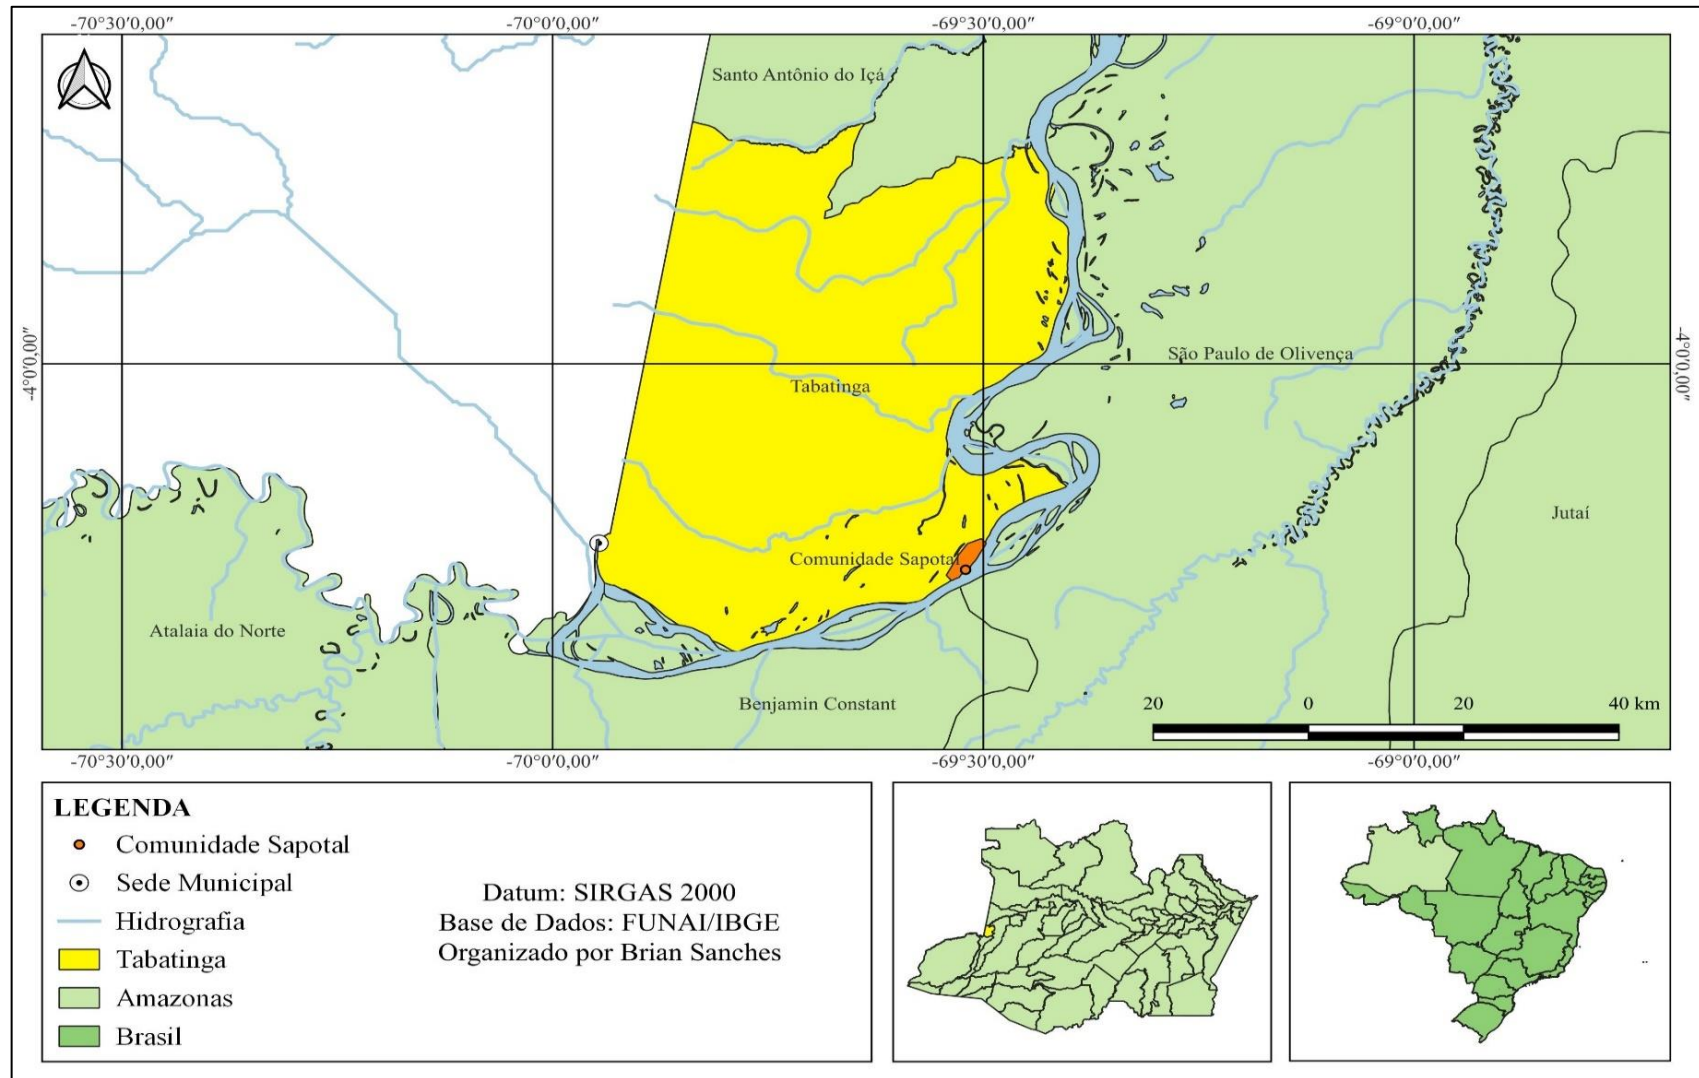 -70°30′0,00″
-70°0′0,00″
-69°30′0,00″
-69°0′0,00″
Santo Antônio do Içá
-4°0′0,00″
-4°0′0,00″
São Paulo de Olivença
Tabatinga
Jutaí
Comunidade Sapotal
Atalaia do Norte
Benjamin Constant
20 0 20 40 km
-70°30′0,00″
-70°0′0,00″
-69°30′0,00″
-69°0′0,00″
LEGENDA
Comunidade Sapotal
Sede Municipal
Hidrografia
Tabatinga
Amazonas
Brasil
Datum: SIRGAS 2000
Base de Dados: FUNAI/IBGE
Organizado por Brian Sanches